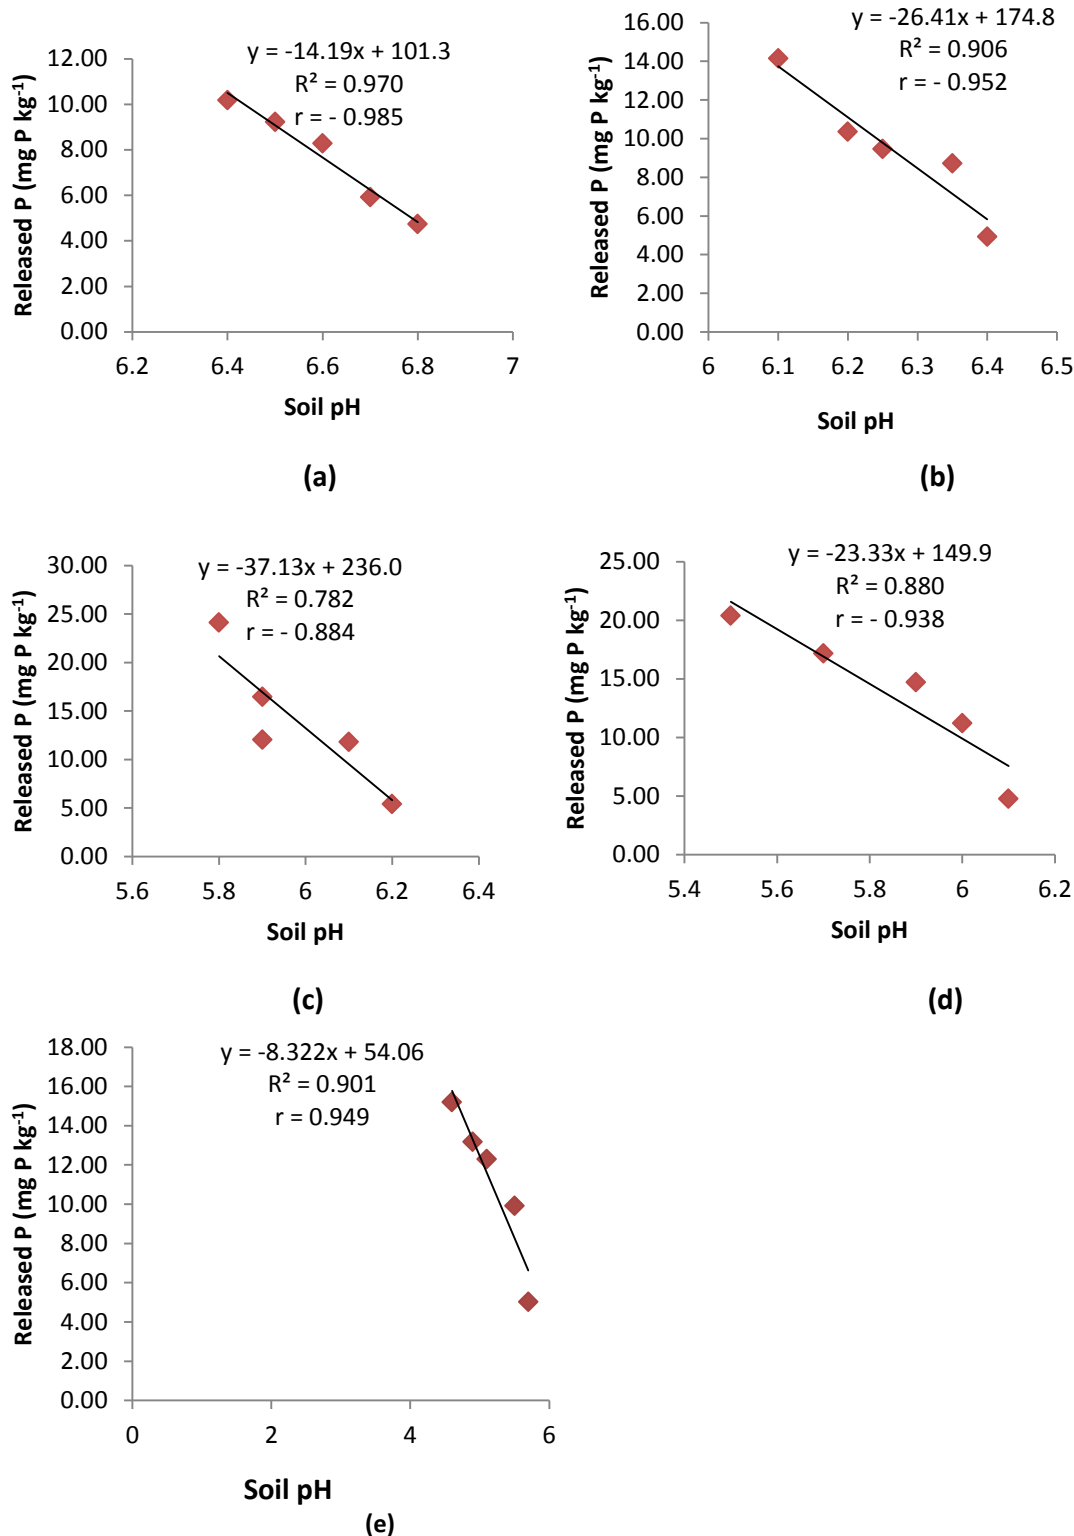 y = -14.19x + 101.3
R² = 0.970
r = - 0.985
Released P (mg P kg⁻¹)
12.00
10.00
8.00
6.00
4.00
2.00
0.00
6.2 6.4 6.6 6.8 7
Soil pH
(a)
y = -26.41x + 174.8
R² = 0.906
r = - 0.952
Released P (mg P kg⁻¹)
16.00
14.00
12.00
10.00
8.00
6.00
4.00
2.00
0.00
6 6.1 6.2 6.3 6.4 6.5
Soil pH
(b)
y = -37.13x + 236.0
R² = 0.782
r = - 0.884
Released P (mg P kg⁻¹)
30.00
25.00
20.00
15.00
10.00
5.00
0.00
5.6 5.8 6 6.2 6.4
Soil pH
(c)
y = -23.33x + 149.9
R² = 0.880
r = - 0.938
Released P (mg P kg⁻¹)
25.00
20.00
15.00
10.00
5.00
0.00
5.4 5.6 5.8 6 6.2
Soil pH
(d)
y = -8.322x + 54.06
R² = 0.901
r = 0.949
Released P (mg P kg⁻¹)
18.00
16.00
14.00
12.00
10.00
8.00
6.00
4.00
2.00
0.00
0 2 4 6
Soil pH
(e)